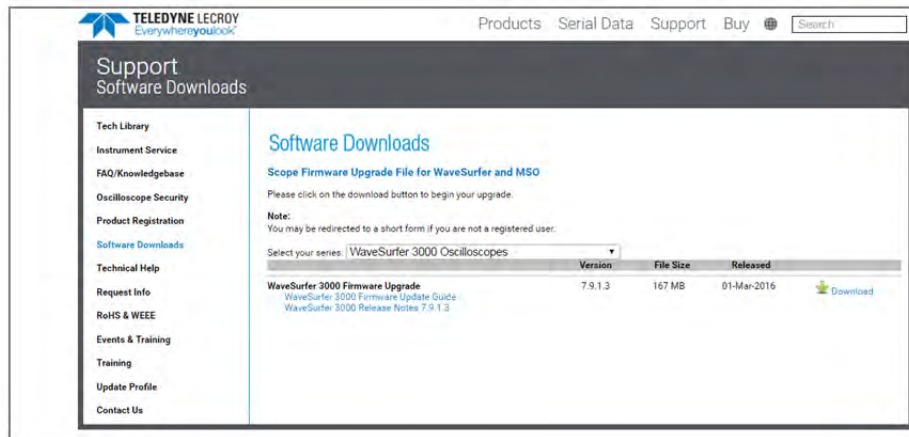 TELEDYNE LECROY
Everywhereyoulook
Products Serial Data Support Buy Search
Support
Software Downloads
Tech Library
Instrument Service
FAQ/Knowledgebase
Oscilloscope Security
Product Registration
Software Downloads
Technical Help
Request Info
RoHS & WEEE
Events & Training
Training
Update Profile
Contact Us
Software Downloads
Scope Firmware Upgrade File for WaveSurfer and MSO
Please click on the download button to begin your upgrade.
Note:
You may be redirected to a short form if you are not a registered user.
Select your series: WaveSurfer 3000 Oscilloscopes
Version File Size Released
WaveSurfer 3000 Firmware Upgrade 7.9.1.3 167 MB 01-Mar-2016 Download
WaveSurfer 3000 Firmware Update Guide
WaveSurfer 3000 Release Notes 7.9.1.3